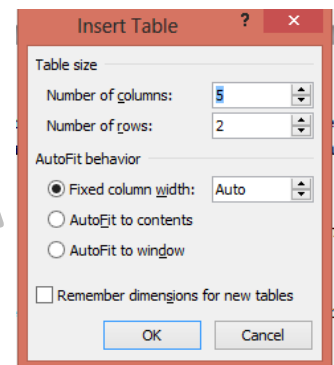 Insert Table ?
Table size
Number of columns: 5
Number of rows: 2
AutoFit behavior
Fixed column width: Auto
AutoFit to contents
AutoFit to window
Remember dimensions for new tables
OK Cancel